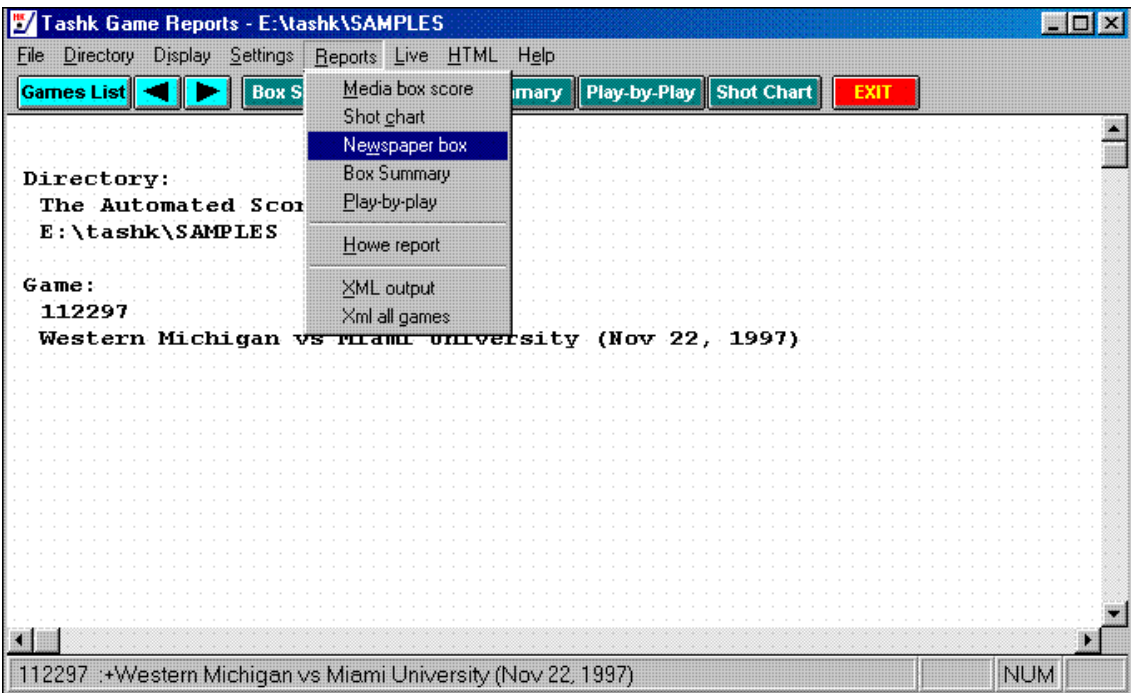 Tashk Game Reports - E:\tashk\SAMPLES
File Directory Display Settings Reports Live HTML Help
Games List Box S mary Play-by-Play Shot Chart EXIT
Media box score
Shot chart
Newspaper box
Box Summary
Play-by-play
Howe report
XML output
Xml all games
Directory:
The Automated Scor
E:\tashk\SAMPLES
Game:
112297
Western Michigan vs Miami University (Nov 22, 1997)
112297 :+Western Michigan vs Miami University (Nov 22, 1997) NUM